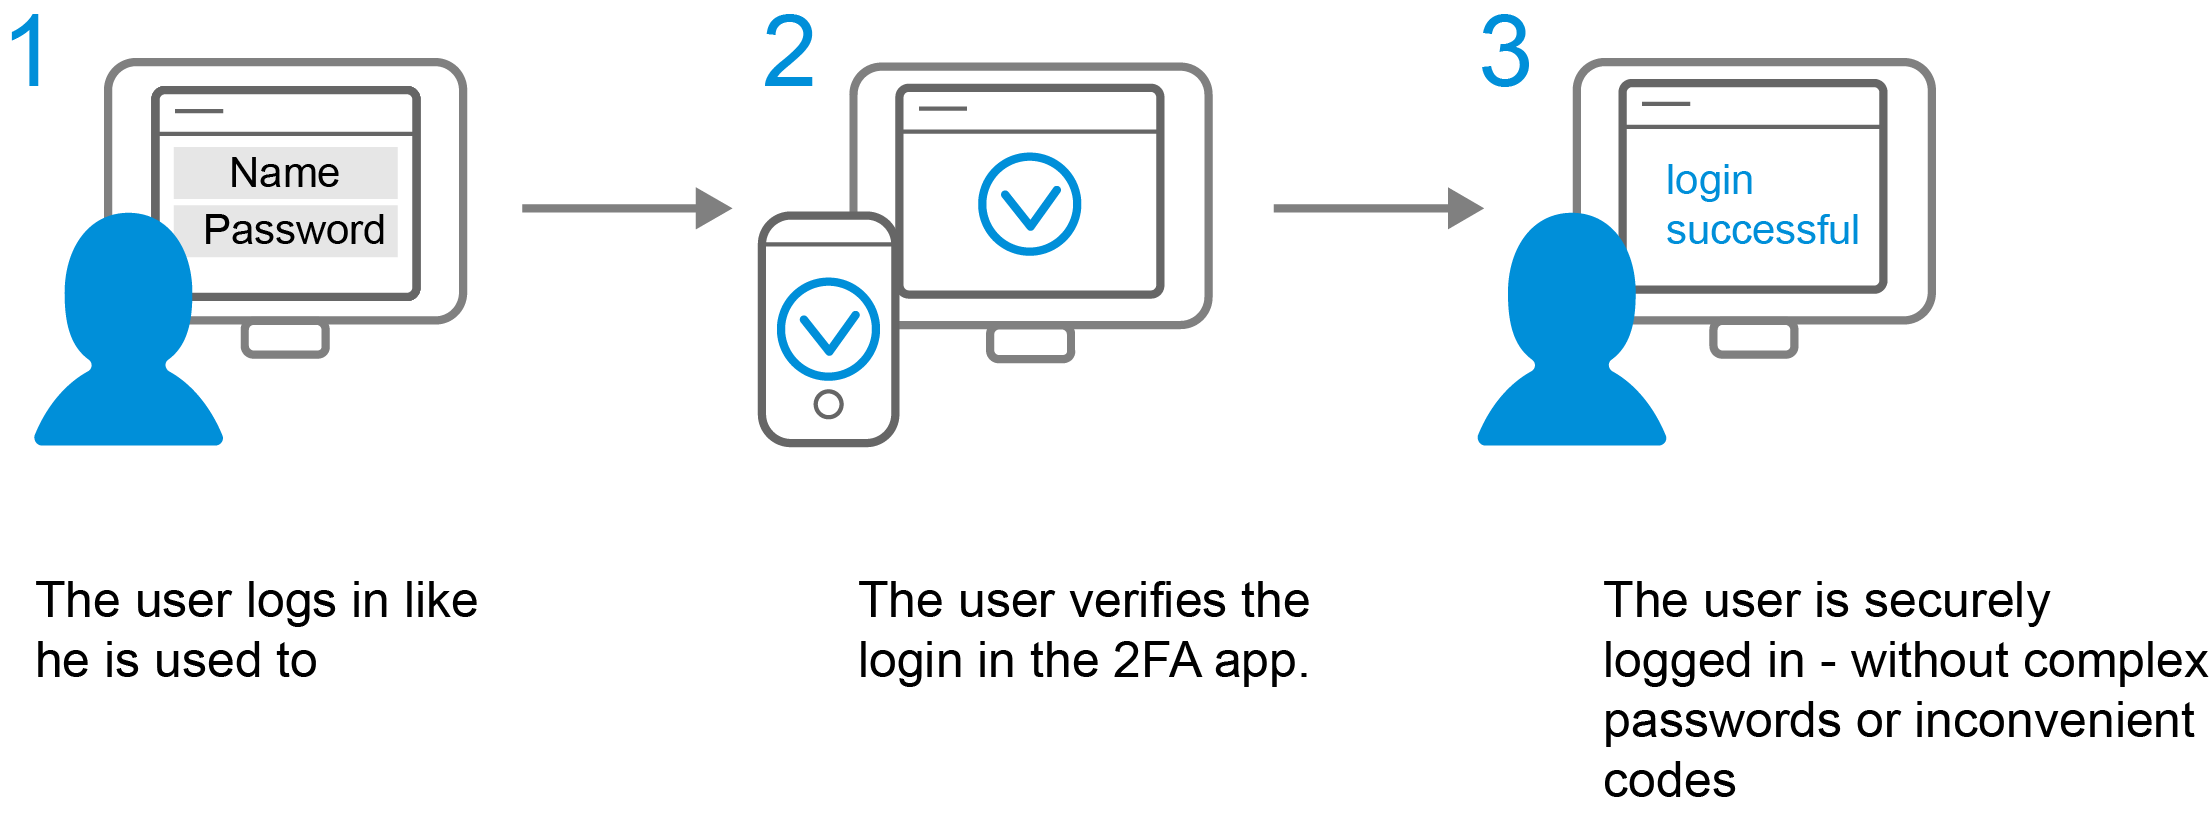 1
Name
Password
The user logs in like
he is used to
2
The user verifies the
login in the 2FA app.
3
login
successful
The user is securely
logged in - without complex
passwords or inconvenient
codes